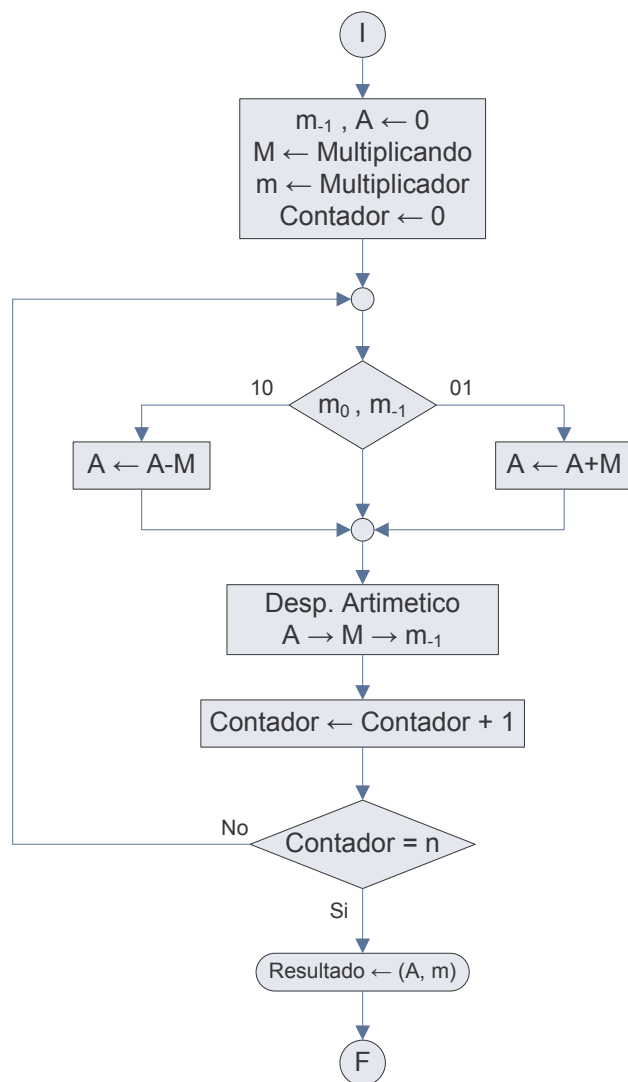 I
m₋₁ , A ← 0
M ← Multiplicando
m ← Multiplicador
Contador ← 0
10
m₀ , m₋₁
01
A ← A-M
A ← A+M
Desp. Artimetico
A → M → m₋₁
Contador ← Contador + 1
No
Contador = n
Si
Resultado ← (A, m)
F